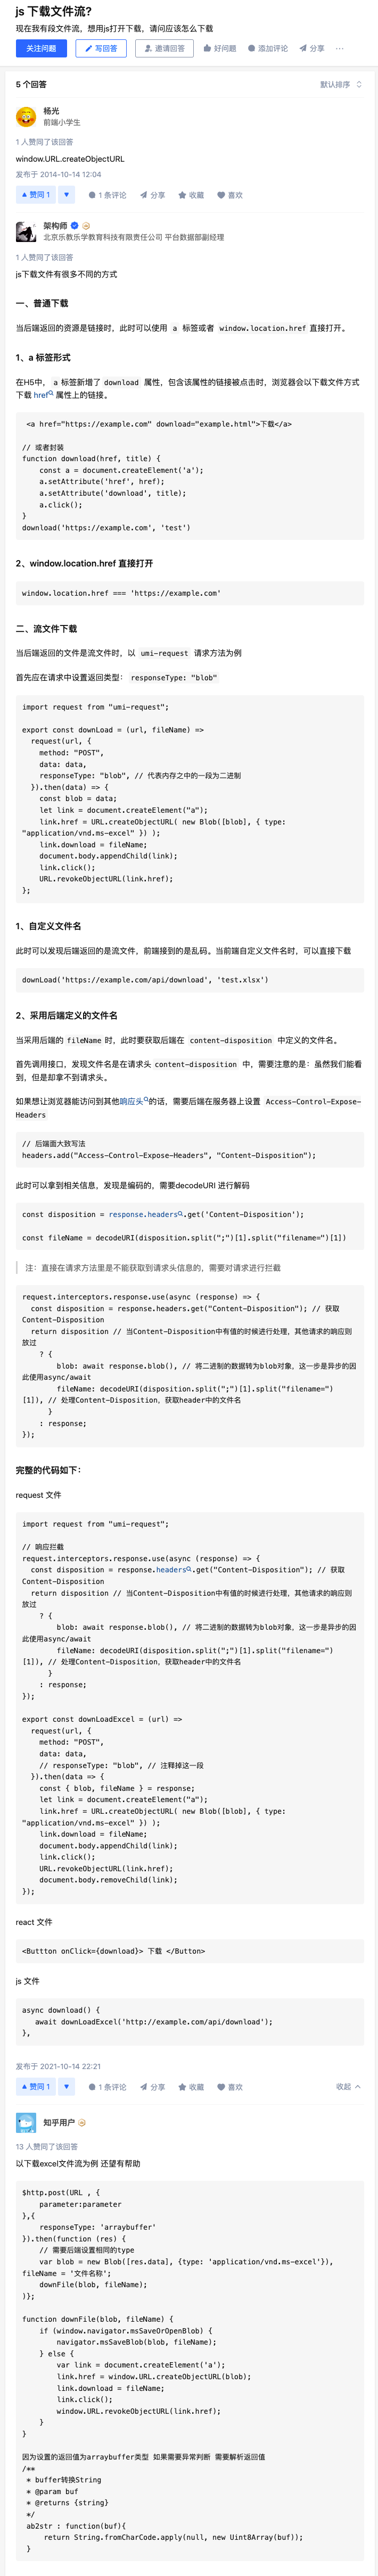 js 下载文件流?
现在我有段文件流，想用js打开下载，请问应该怎么下载
关注问题 写回答 邀请回答 好问题 添加评论 分享 ···
5 个回答 默认排序
杨光
前端小学生
1 人赞同了该回答
window.URL.createObjectURL
发布于 2014-10-14 12:04
赞同 1 1 条评论 分享 收藏 喜欢
架构师
北京乐教乐学教育科技有限责任公司 平台数据部副经理
1 人赞同了该回答
js下载文件有很多不同的方式
一、普通下载
当后端返回的资源是链接时，此时可以使用 a 标签或者 window.location.href 直接打开。
1、a 标签形式
在H5中， a 标签新增了 download 属性，包含该属性的链接被点击时，浏览器会以下载文件方式
下载 href 属性上的链接。
<a href="https://example.com" download="example.html">下载</a>
// 或者封装
function download(href, title) {
    const a = document.createElement('a');
    a.setAttribute('href', href);
    a.setAttribute('download', title);
    a.click();
}
download('https://example.com', 'test')
2、window.location.href 直接打开
window.location.href === 'https://example.com'
二、流文件下载
当后端返回的文件是流文件时，以 umi-request 请求方法为例
首先应在请求中设置返回类型： responseType: "blob"
import request from "umi-request";
export const downLoad = (url, fileName) =>
  request(url, {
    method: "POST",
    data: data,
    responseType: "blob", // 代表内存之中的一段为二进制
  }).then(data) => {
    const blob = data;
    let link = document.createElement("a");
    link.href = URL.createObjectURL( new Blob([blob], { type:
"application/vnd.ms-excel" }) );
    link.download = fileName;
    document.body.appendChild(link);
    link.click();
    URL.revokeObjectURL(link.href);
};
1、自定义文件名
此时可以发现后端返回的是流文件，前端接到的是乱码。当前端自定义文件名时，可以直接下载
downLoad('https://example.com/api/download', 'test.xlsx')
2、采用后端定义的文件名
当采用后端的 fileName 时，此时要获取后端在 content-disposition 中定义的文件名。
首先调用接口，发现文件名是在请求头 content-disposition 中，需要注意的是：虽然我们能看
到，但是却拿不到请求头。
如果想让浏览器能访问到其他响应头的话，需要后端在服务器上设置 Access-Control-Expose-
Headers
// 后端面大致写法
headers.add("Access-Control-Expose-Headers", "Content-Disposition");
此时可以拿到相关信息，发现是编码的，需要decodeURI 进行解码
const disposition = response.headers.get('Content-Disposition');
const fileName = decodeURI(disposition.split(";")[1].split("filename=")[1])
注：直接在请求方法里是不能获取到请求头信息的，需要对请求进行拦截
request.interceptors.response.use(async (response) => {
  const disposition = response.headers.get("Content-Disposition"); // 获取
Content-Disposition
  return disposition // 当Content-Disposition中有值的时候进行处理，其他请求的响应则
放过
    ? {
        blob: await response.blob(), // 将二进制的数据转为blob对象，这一步是异步的因
此使用async/await
        fileName: decodeURI(disposition.split(";")[1].split("filename=")
[1]), // 处理Content-Disposition，获取header中的文件名
      }
    : response;
});
完整的代码如下：
request 文件
import request from "umi-request";
// 响应拦截
request.interceptors.response.use(async (response) => {
  const disposition = response.headers.get("Content-Disposition"); // 获取
Content-Disposition
  return disposition // 当Content-Disposition中有值的时候进行处理，其他请求的响应则
放过
    ? {
        blob: await response.blob(), // 将二进制的数据转为blob对象，这一步是异步的因
此使用async/await
        fileName: decodeURI(disposition.split(";")[1].split("filename=")
[1]), // 处理Content-Disposition，获取header中的文件名
      }
    : response;
});
export const downLoadExcel = (url) =>
  request(url, {
    method: "POST",
    data: data,
    // responseType: "blob", // 注释掉这一段
  }).then(data => {
    const { blob, fileName } = response;
    let link = document.createElement("a");
    link.href = URL.createObjectURL( new Blob([blob], { type:
"application/vnd.ms-excel" }) );
    link.download = fileName;
    document.body.appendChild(link);
    link.click();
    URL.revokeObjectURL(link.href);
    document.body.removeChild(link);
});
react 文件
<Buttton onClick={download}> 下载 </Button>
js 文件
async download() {
   await downLoadExcel('http://example.com/api/download');
},
发布于 2021-10-14 22:21
赞同 1 1 条评论 分享 收藏 喜欢 收起
知乎用户
13 人赞同了该回答
以下载excel文件流为例 还望有帮助
$http.post(URL , {
    parameter:parameter
},{
    responseType: 'arraybuffer'
}).then(function (res) {
    // 需要后端设置相同的type
    var blob = new Blob([res.data], {type: 'application/vnd.ms-excel'}),
fileName = '文件名称';
    downFile(blob, fileName);
)};
function downFile(blob, fileName) {
    if (window.navigator.msSaveOrOpenBlob) {
        navigator.msSaveBlob(blob, fileName);
    } else {
        var link = document.createElement('a');
        link.href = window.URL.createObjectURL(blob);
        link.download = fileName;
        link.click();
        window.URL.revokeObjectURL(link.href);
    }
}
因为设置的返回值为arraybuffer类型 如果需要异常判断 需要解析返回值
/**
 * buffer转换String
 * @param buf
 * @returns {string}
 */
 ab2str : function(buf){
     return String.fromCharCode.apply(null, new Uint8Array(buf));
 }